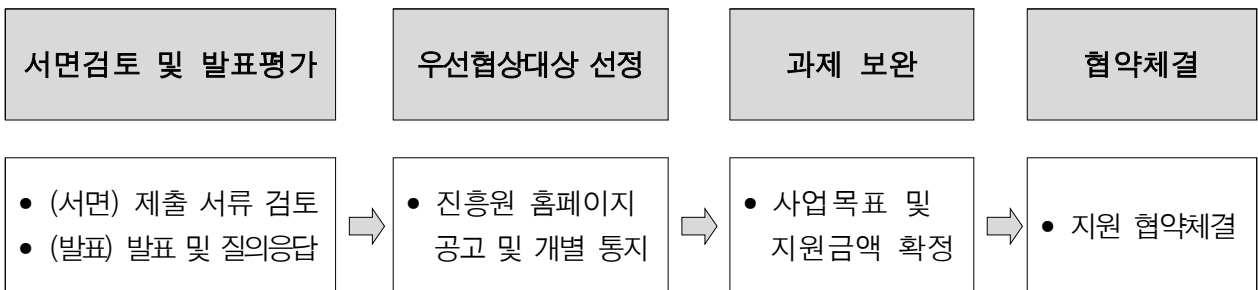 서면검토 및 발표평가
우선협상대상 선정
과제 보완
협약체결
• (서면) 제출 서류 검토
• (발표) 발표 및 질의응답
• 진흥원 홈페이지
공고 및 개별 통지
• 사업목표 및
지원금액 확정
• 지원 협약체결